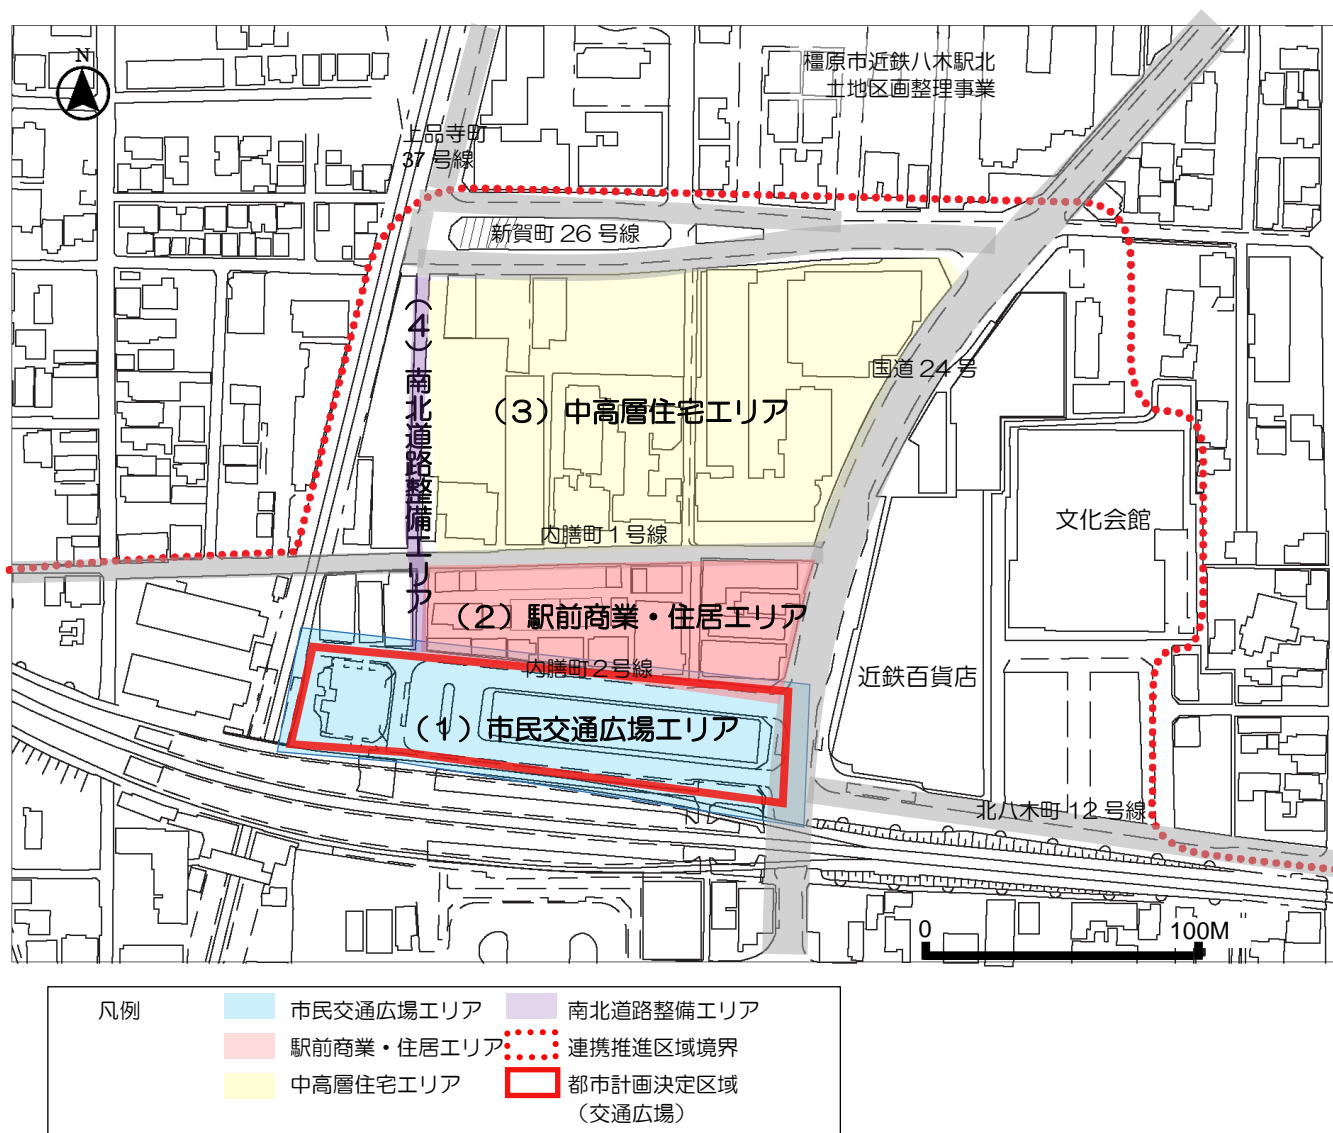 N
橿原市近鉄八木駅北
土地区画整理事業
上品寺町
37 号線
新賀町 26 号線
国道 24 号
(4) 南北道路整備エリア
(3) 中高層住宅エリア
文化会館
内膳町 1 号線
(2) 駅前商業・住居エリア
内膳町 2 号線
近鉄百貨店
(1) 市民交通広場エリア
北八木町 12 号線
0 100M
凡例
市民交通広場エリア
南北道路整備エリア
駅前商業・住居エリア
連携推進区域境界
中高層住宅エリア
都市計画決定区域
(交通広場)